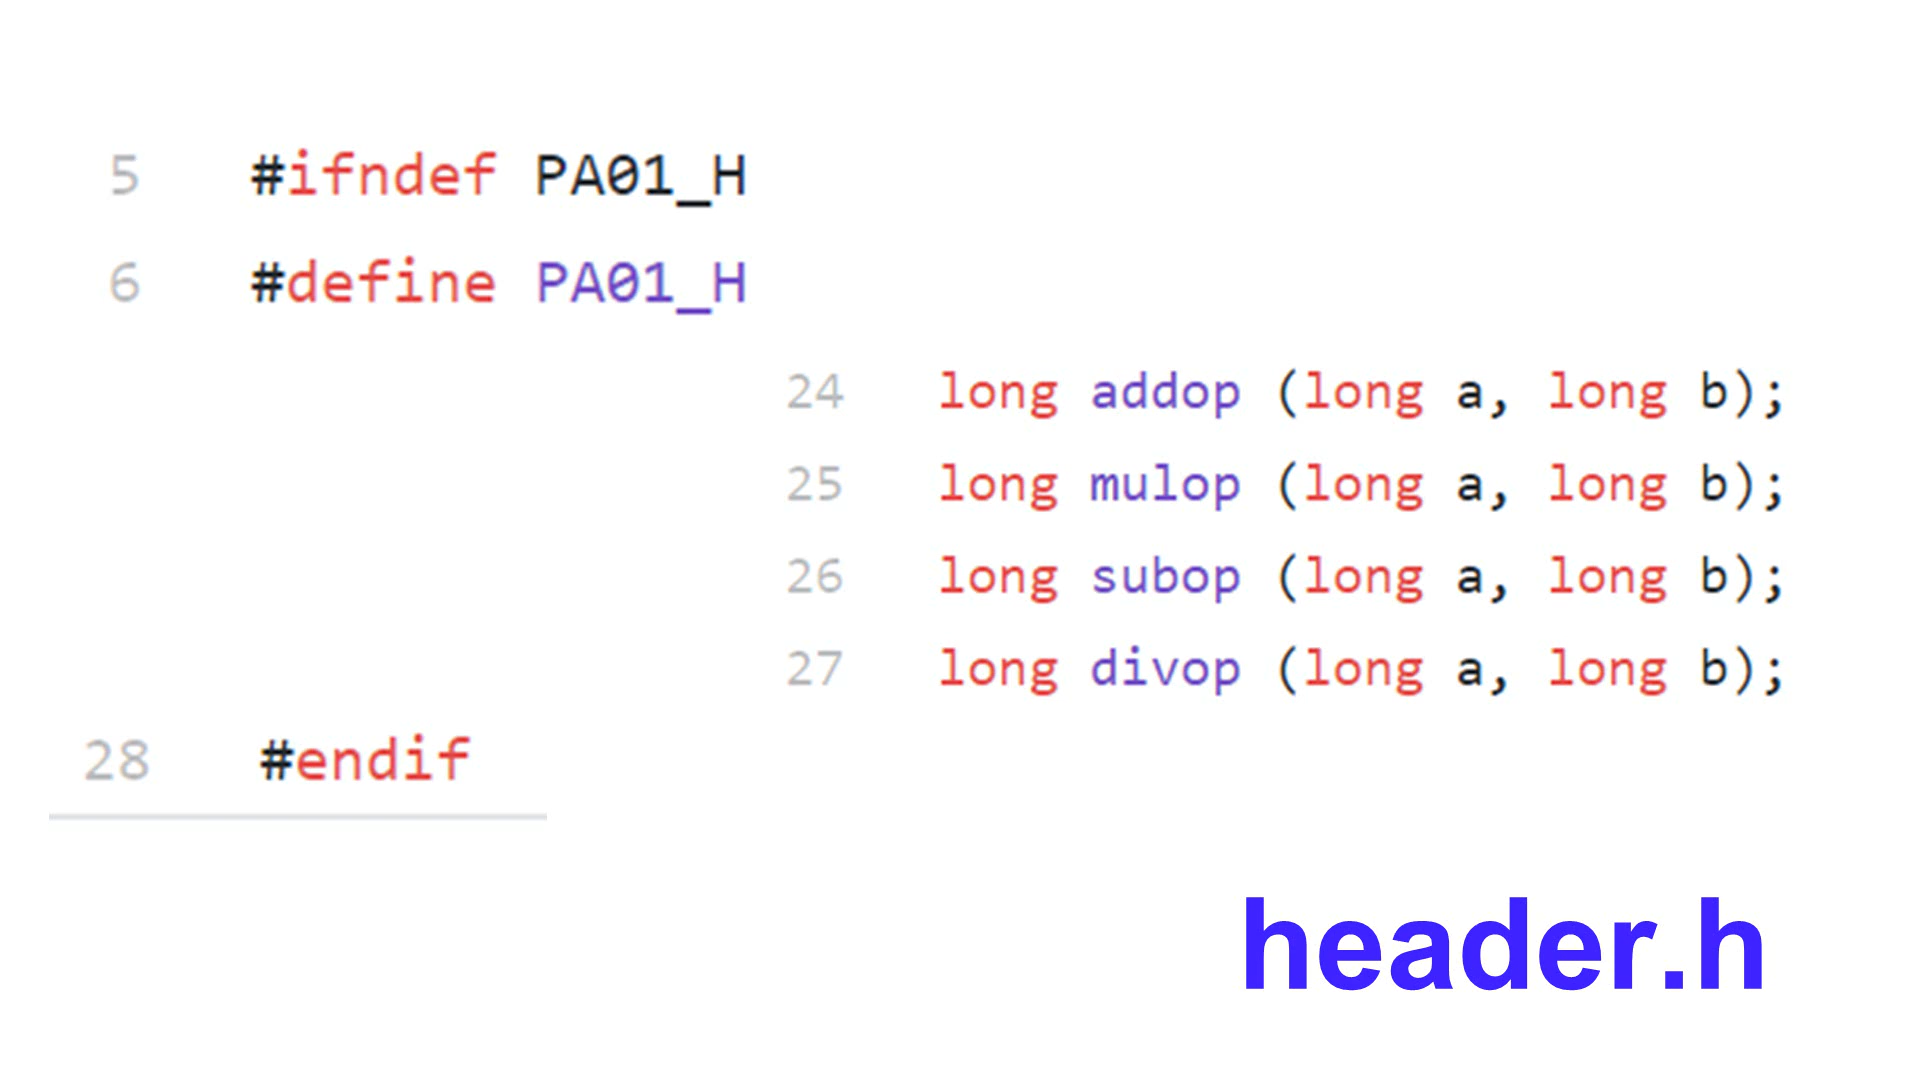 5 #ifndef PA01_H
6 #define PA01_H
24 long addop (long a, long b);
25 long mulop (long a, long b);
26 long subop (long a, long b);
27 long divop (long a, long b);
28 #endif
header.h